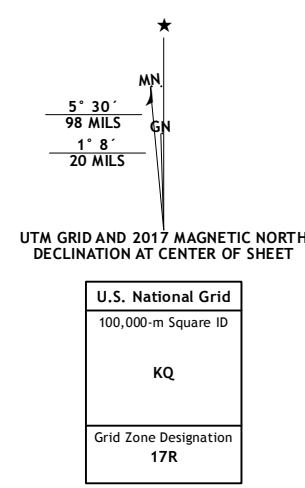 ★
MN
5° 30´
98 MILS
GN
1° 8´
20 MILS
UTM GRID AND 2017 MAGNETIC NORTH
DECLINATION AT CENTER OF SHEET
U.S. National Grid
100,000-m Square ID
KQ
Grid Zone Designation
17R